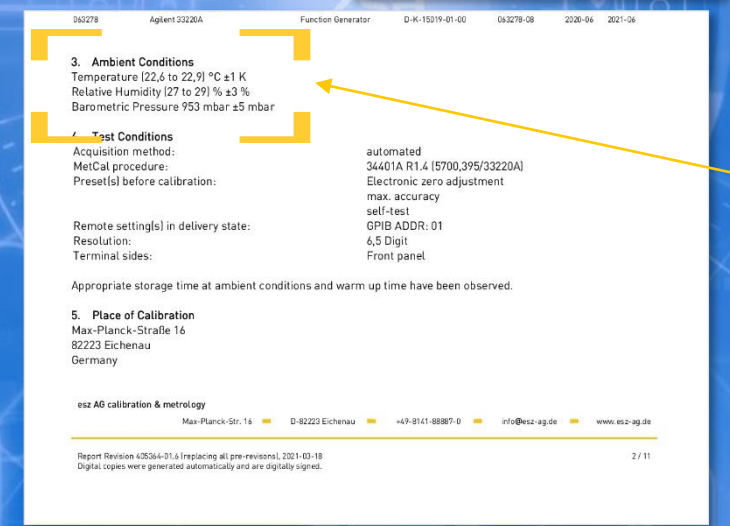 063278 Agilent 33220A Function Generator D-K-15019-01-00 063278-08 2020-06 2021-06
3. Ambient Conditions
Temperature (22,6 to 22,9) °C ±1 K
Relative Humidity (27 to 29) % ±3 %
Barometric Pressure 953 mbar ±5 mbar
Test Conditions
Acquisition method: automated
MetCal procedure: 34401A R1.4 (5700,395/33220A)
Preset(s) before calibration: Electronic zero adjustment
max. accuracy
self-test
Remote setting(s) in delivery state: GPIB ADDR: 01
Resolution: 6,5 Digit
Terminal sides: Front panel
Appropriate storage time at ambient conditions and warm up time have been observed.
5. Place of Calibration
Max-Planck-Straße 16
82223 Eichenau
Germany
esz AG calibration & metrology
Max-Planck-Str. 16 D-82223 Eichenau +49-8141-88887-0 info@esz-ag.de www.esz-ag.de
Report Revision 405364-01.6 (replacing all pre-revisons), 2021-03-18 2 / 11
Digital copies were generated automatically and are digitally signed.